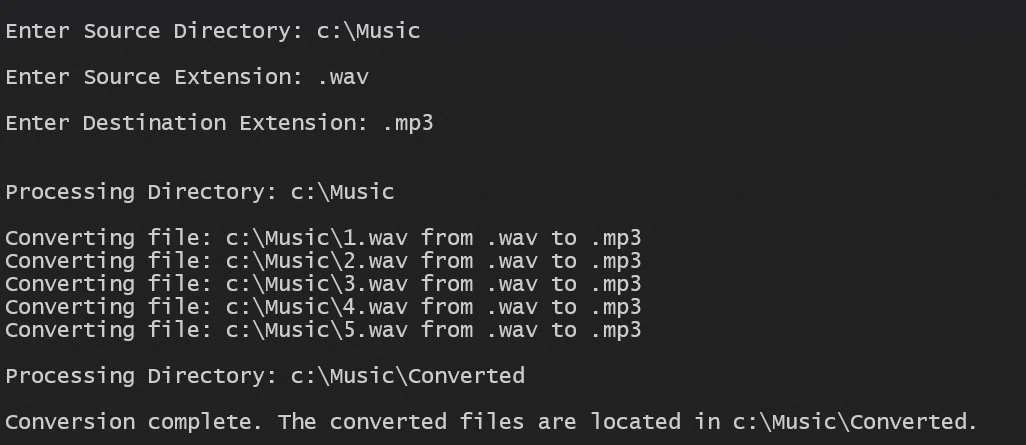 Enter Source Directory: c:\Music
Enter Source Extension: .wav
Enter Destination Extension: .mp3
Processing Directory: c:\Music
Converting file: c:\Music\1.wav from .wav to .mp3
Converting file: c:\Music\2.wav from .wav to .mp3
Converting file: c:\Music\3.wav from .wav to .mp3
Converting file: c:\Music\4.wav from .wav to .mp3
Converting file: c:\Music\5.wav from .wav to .mp3
Processing Directory: c:\Music\Converted
Conversion complete. The converted files are located in c:\Music\Converted.